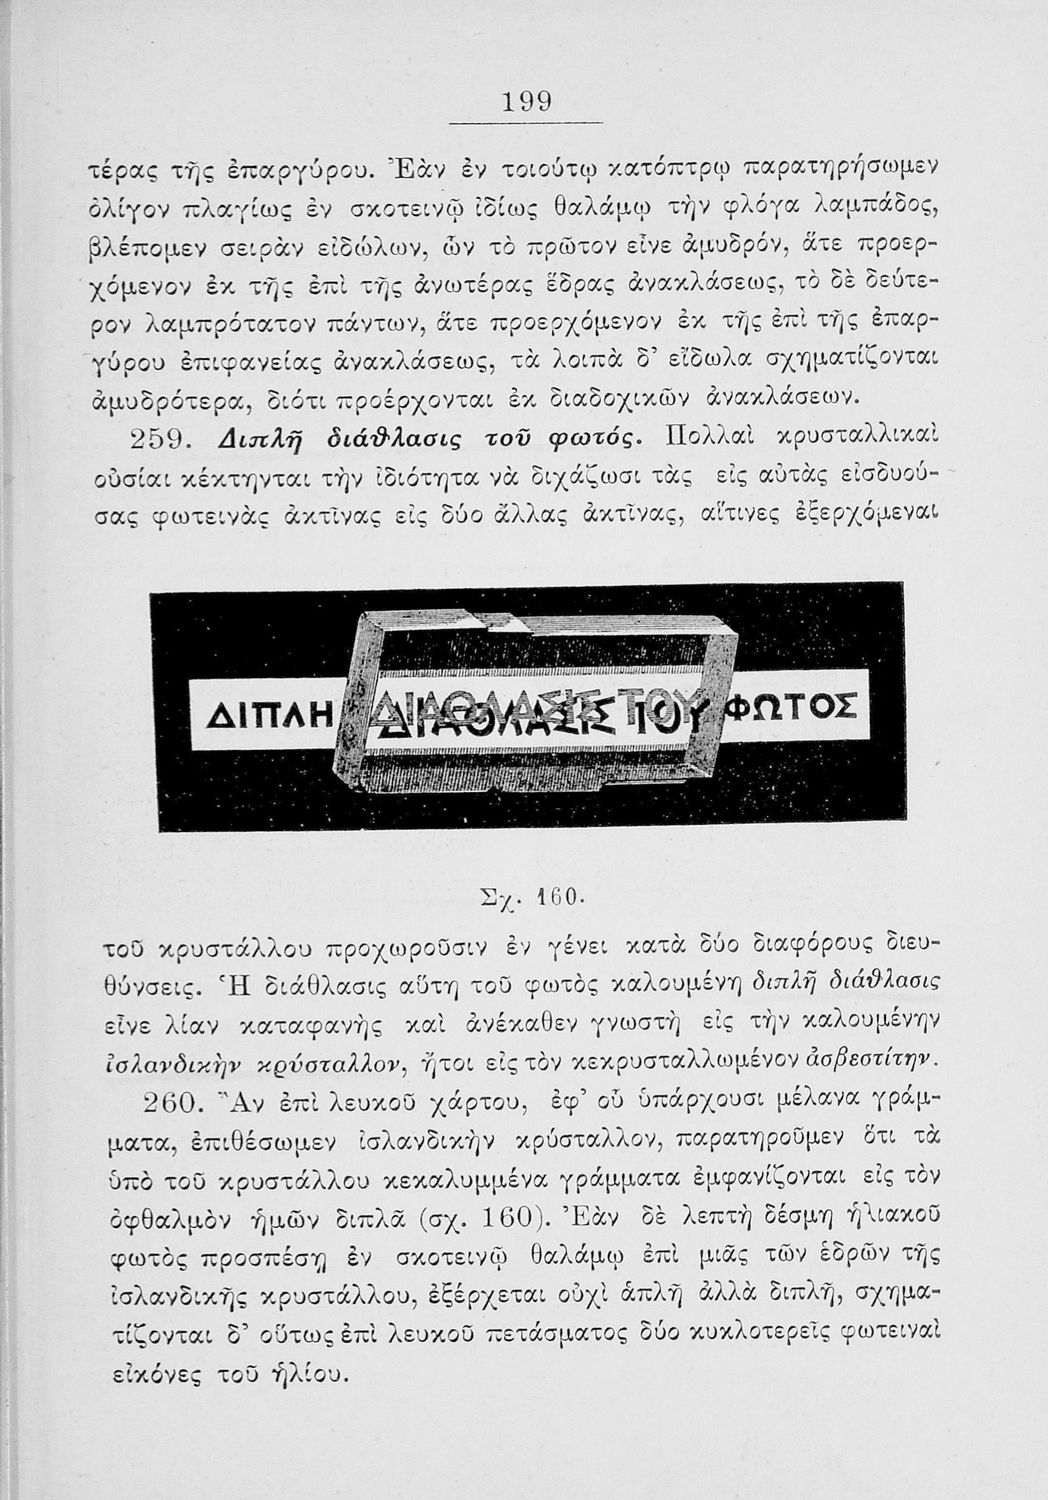 199
τέρας τῆς ἐπαργύρου. Ἐὰν ἐν τοιούτῳ κατόπτρῳ παρατηρήσωμεν
ὀλίγον πλαγίως ἐν σκοτεινῷ ἰδίως θαλάμῳ τὴν φλόγα λαμπάδος,
βλέπομεν σειρὰν εἰδώλων, ὧν τὸ πρῶτον εἶνε ἀμυδρόν, ἅτε προερ-
χόμενον ἐκ τῆς ἐπὶ τῆς ἀνωτέρας ἕδρας ἀνακλάσεως, τὸ δὲ δεύτε-
ρον λαμπρότατον πάντων, ἅτε προερχόμενον ἐκ τῆς ἐπὶ τῆς ἐπαρ-
γύρου ἐπιφανείας ἀνακλάσεως, τὰ λοιπὰ δ’ εἴδωλα σχηματίζονται
ἀμυδρότερα, διότι προέρχονται ἐκ διαδοχικῶν ἀνακλάσεων.
259. Διπλῆ διάθλασις τοῦ φωτός. Πολλαὶ κρυσταλλικαὶ
οὐσίαι κέκτηνται τὴν ἰδιότητα νὰ διχάζωσι τὰς εἰς αὐτὰς εἰσδυού-
σας φωτεινὰς ἀκτῖνας εἰς δύο ἄλλας ἀκτῖνας, αἵτινες ἐξερχόμεναι
ΔΙΠΛΗ ΔΙΑΘΛΑΣΙΣ ΤΟΥ ΦΩΤΟΣ
Σχ. 160.
τοῦ κρυστάλλου προχωροῦσιν ἐν γένει κατὰ δύο διαφόρους διευ-
θύνσεις. Ἡ διάθλασις αὕτη τοῦ φωτὸς καλουμένη διπλῆ διάθλασις
εἶνε λίαν καταφανὴς καὶ ἀνέκαθεν γνωστὴ εἰς τὴν καλουμένην
ἰσλανδικὴν κρύσταλλον, ἤτοι εἰς τὸν κεκρυσταλλωμένον ἀσβεστίτην.
260. Ἂν ἐπὶ λευκοῦ χάρτου, ἐφ’ οὗ ὑπάρχουσι μέλανα γράμ-
ματα, ἐπιθέσωμεν ἰσλανδικὴν κρύσταλλον, παρατηροῦμεν ὅτι τὰ
ὑπὸ τοῦ κρυστάλλου κεκαλυμμένα γράμματα ἐμφανίζονται εἰς τὸν
ὀφθαλμὸν ἡμῶν διπλᾶ (σχ. 160). Ἐὰν δὲ λεπτὴ δέσμη ἡλιακοῦ
φωτὸς προσπέσῃ ἐν σκοτεινῷ θαλάμῳ ἐπὶ μιᾶς τῶν ἑδρῶν τῆς
ἰσλανδικῆς κρυστάλλου, ἐξέρχεται οὐχὶ ἁπλῆ ἀλλὰ διπλῆ, σχημα-
τίζονται δ’ οὕτως ἐπὶ λευκοῦ πετάσματος δύο κυκλοτερεῖς φωτειναὶ
εἰκόνες τοῦ ἡλίου.